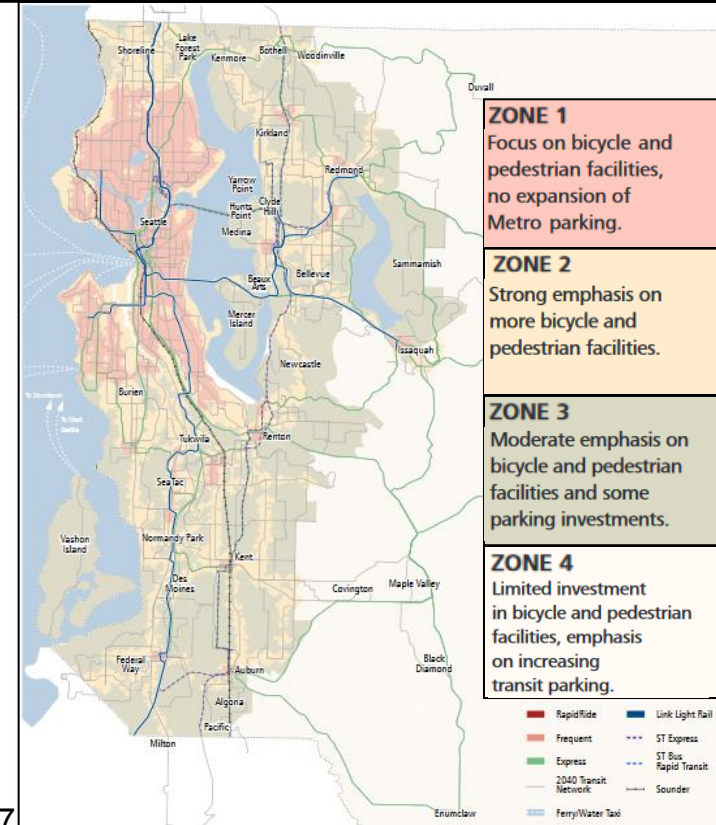 Shoreline
Lake
Forest
Park
Kenmore
Bothell
Woodinville
Duvall
Kirkland
Redmond
Yarrow
Point
Hunts
Point
Clyde
Hill
Seattle
Medina
Sammamish
Beaux
Arts
Bellevue
Mercer
Island
Issaquah
Newcastle
Burien
To Downtown
To West
Seattle
Tukwila
Renton
SeaTac
Vashon
Island
Normandy Park
Kent
Des
Moines
Covington
Maple Valley
Federal
Way
Auburn
Black
Diamond
Algona
Pacific
Milton
Enumclaw
ZONE 1
Focus on bicycle and
pedestrian facilities,
no expansion of
Metro parking.
ZONE 2
Strong emphasis on
more bicycle and
pedestrian facilities.
ZONE 3
Moderate emphasis on
bicycle and pedestrian
facilities and some
parking investments.
ZONE 4
Limited investment
in bicycle and pedestrian
facilities, emphasis
on increasing
transit parking.
RapidRide
Frequent
Express
2040 Transit
Network
Ferry/Water Taxi
Link Light Rail
ST Express
ST Bus
Rapid Transit
Sounder
7